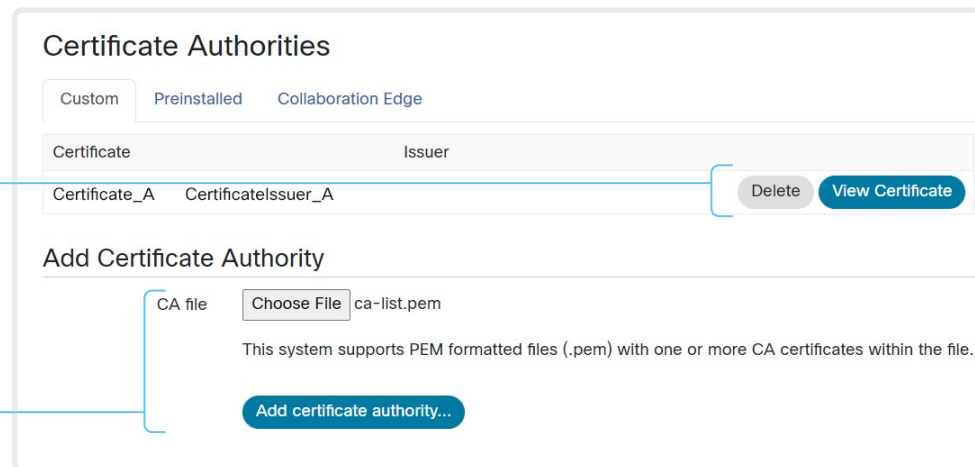 Certificate Authorities
Custom Preinstalled Collaboration Edge
Certificate Issuer
Certificate_A CertificateIssuer_A Delete View Certificate
Add Certificate Authority
CA file Choose File ca-list.pem
This system supports PEM formatted files (.pem) with one or more CA certificates within the file.
Add certificate authority...